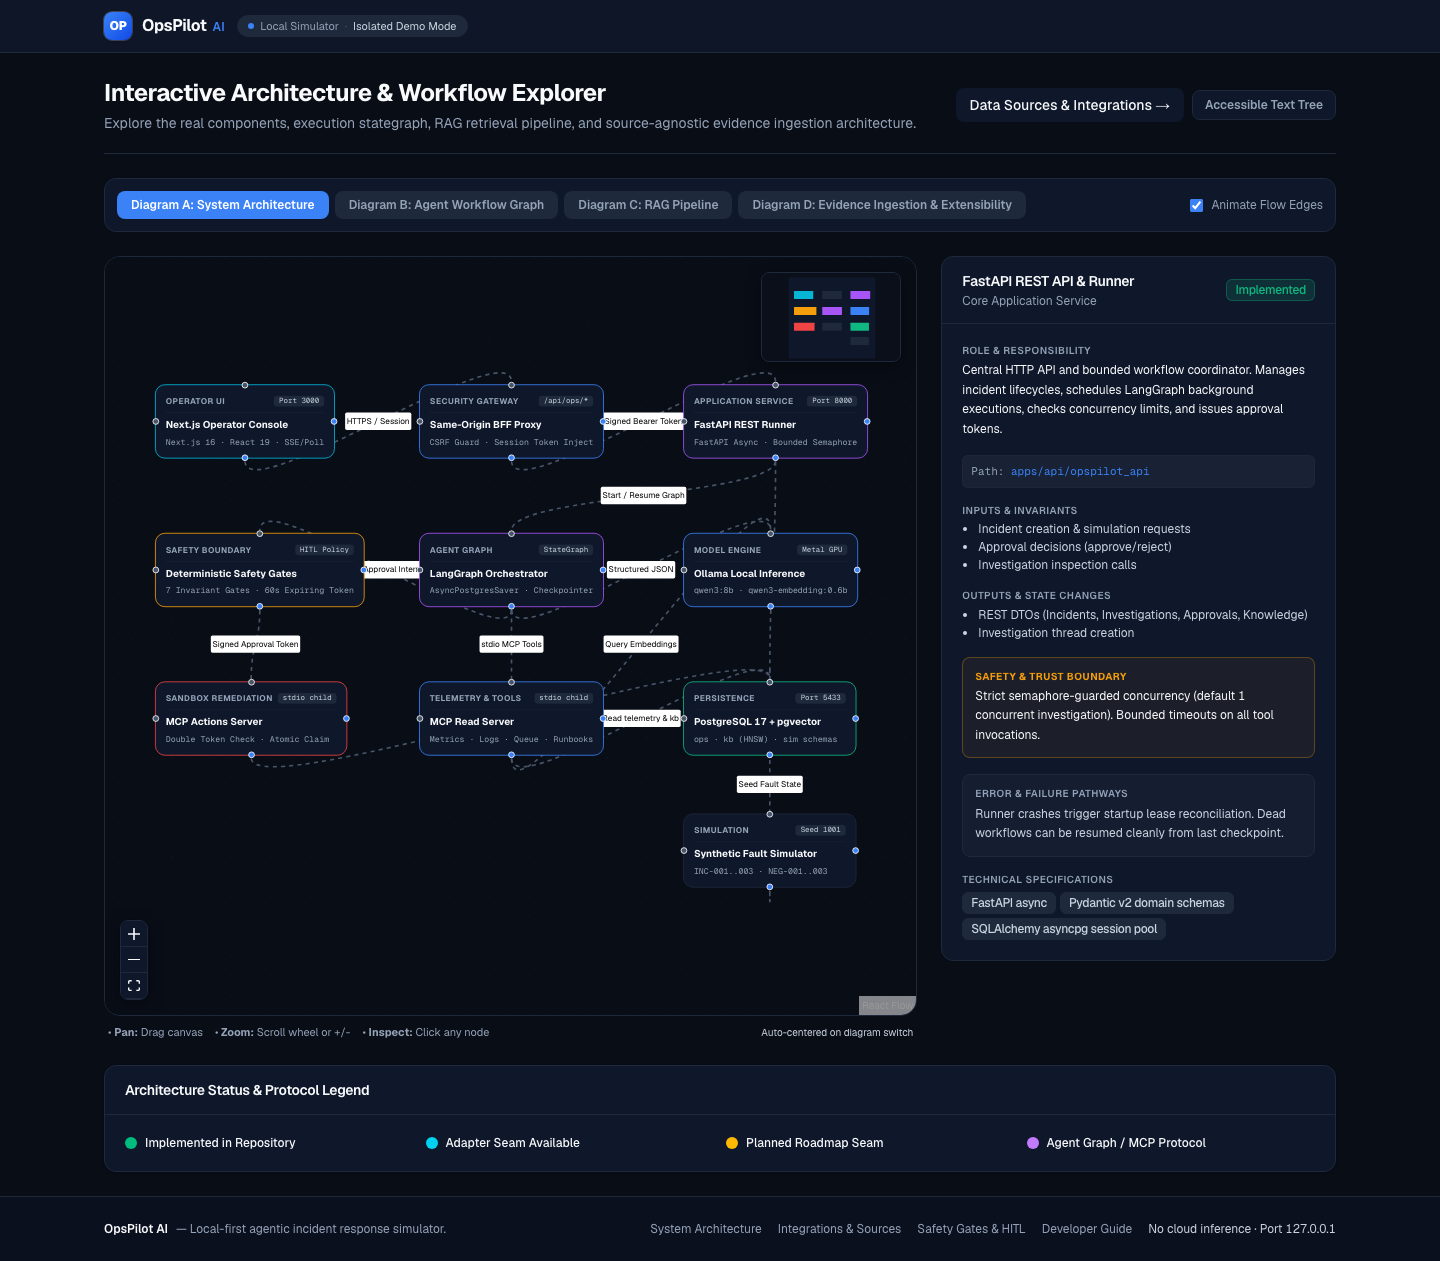 OP OpsPilot AI Local Simulator · Isolated Demo Mode
Interactive Architecture & Workflow Explorer
Explore the real components, execution stategraph, RAG retrieval pipeline, and source-agnostic evidence ingestion architecture.
Data Sources & Integrations →
Accessible Text Tree
Diagram A: System Architecture
Diagram B: Agent Workflow Graph
Diagram C: RAG Pipeline
Diagram D: Evidence Ingestion & Extensibility
Animate Flow Edges
OPERATOR UI Port 3000
Next.js Operator Console
Next.js 16 · React 19 · SSE/Poll
HTTPS / Session
SECURITY GATEWAY /api/ops/*
Same-Origin BFF Proxy
CSRF Guard · Session Token Inject
Signed Bearer Token
APPLICATION SERVICE Port 8000
FastAPI REST Runner
FastAPI Async · Bounded Semaphore
Start / Resume Graph
SAFETY BOUNDARY HITL Policy
Deterministic Safety Gates
7 Invariant Gates · 60s Expiring Token
Approval Inter
AGENT GRAPH StateGraph
LangGraph Orchestrator
AsyncPostgresSaver · Checkpointer
Structured JSON
MODEL ENGINE Metal GPU
Ollama Local Inference
qwen3:8b · qwen3-embedding:0.6b
Signed Approval Token
stdio MCP Tools
Query Embeddings
SANDBOX REMEDIATION stdio child
MCP Actions Server
Double Token Check · Atomic Claim
TELEMETRY & TOOLS stdio child
MCP Read Server
Metrics · Logs · Queue · Runbooks
Read telemetry & kb
PERSISTENCE Port 5433
PostgreSQL 17 + pgvector
ops · kb (HNSW) · sim schemas
Seed Fault State
SIMULATION Seed 1001
Synthetic Fault Simulator
INC-001..003 · NEG-001..003
React Flow
• Pan: Drag canvas • Zoom: Scroll wheel or +/- • Inspect: Click any node
Auto-centered on diagram switch
FastAPI REST API & Runner
Core Application Service
Implemented
ROLE & RESPONSIBILITY
Central HTTP API and bounded workflow coordinator. Manages
incident lifecycles, schedules LangGraph background
executions, checks concurrency limits, and issues approval
tokens.
Path: apps/api/opspilot_api
INPUTS & INVARIANTS
• Incident creation & simulation requests
• Approval decisions (approve/reject)
• Investigation inspection calls
OUTPUTS & STATE CHANGES
• REST DTOs (Incidents, Investigations, Approvals, Knowledge)
• Investigation thread creation
SAFETY & TRUST BOUNDARY
Strict semaphore-guarded concurrency (default 1
concurrent investigation). Bounded timeouts on all tool
invocations.
ERROR & FAILURE PATHWAYS
Runner crashes trigger startup lease reconciliation. Dead
workflows can be resumed cleanly from last checkpoint.
TECHNICAL SPECIFICATIONS
FastAPI async
Pydantic v2 domain schemas
SQLAlchemy asyncpg session pool
Architecture Status & Protocol Legend
Implemented in Repository
Adapter Seam Available
Planned Roadmap Seam
Agent Graph / MCP Protocol
OpsPilot AI — Local-first agentic incident response simulator.
System Architecture
Integrations & Sources
Safety Gates & HITL
Developer Guide
No cloud inference · Port 127.0.0.1